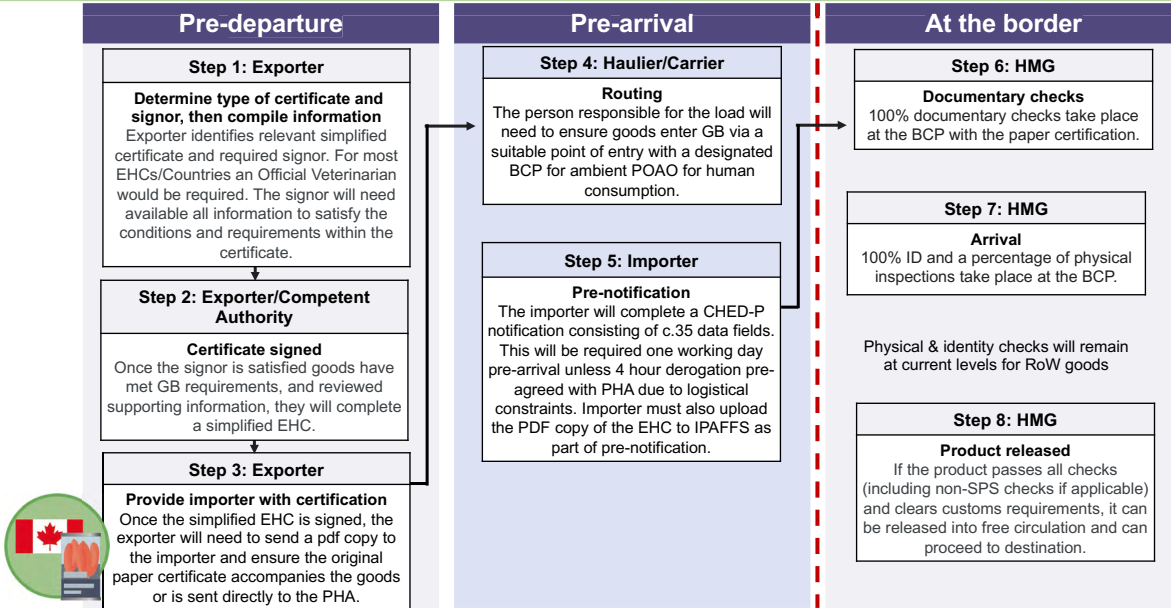 Pre-departure
Step 1: Exporter
Determine type of certificate and
signor, then compile information
Exporter identifies relevant simplified
certificate and required signor. For most
EHCs/Countries an Official Veterinarian
would be required. The signor will need
available all information to satisfy the
conditions and requirements within the
certificate.
Step 2: Exporter/Competent
Authority
Certificate signed
Once the signor is satisfied goods have
met GB requirements, and reviewed
supporting information, they will complete
a simplified EHC.
Step 3: Exporter
Provide importer with certification
Once the simplified EHC is signed, the
exporter will need to send a pdf copy to
the importer and ensure the original
paper certificate accompanies the goods
or is sent directly to the PHA.
Pre-arrival
Step 4: Haulier/Carrier
Routing
The person responsible for the load will
need to ensure goods enter GB via a
suitable point of entry with a designated
BCP for ambient POAO for human
consumption.
Step 5: Importer
Pre-notification
The importer will complete a CHED-P
notification consisting of c.35 data fields.
This will be required one working day
pre-arrival unless 4 hour derogation pre-
agreed with PHA due to logistical
constraints. Importer must also upload
the PDF copy of the EHC to IPAFFS as
part of pre-notification.
At the border
Step 6: HMG
Documentary checks
100% documentary checks take place
at the BCP with the paper certification.
Step 7: HMG
Arrival
100% ID and a percentage of physical
inspections take place at the BCP.
Physical & identity checks will remain
at current levels for RoW goods
Step 8: HMG
Product released
If the product passes all checks
(including non-SPS checks if applicable)
and clears customs requirements, it can
be released into free circulation and can
proceed to destination.